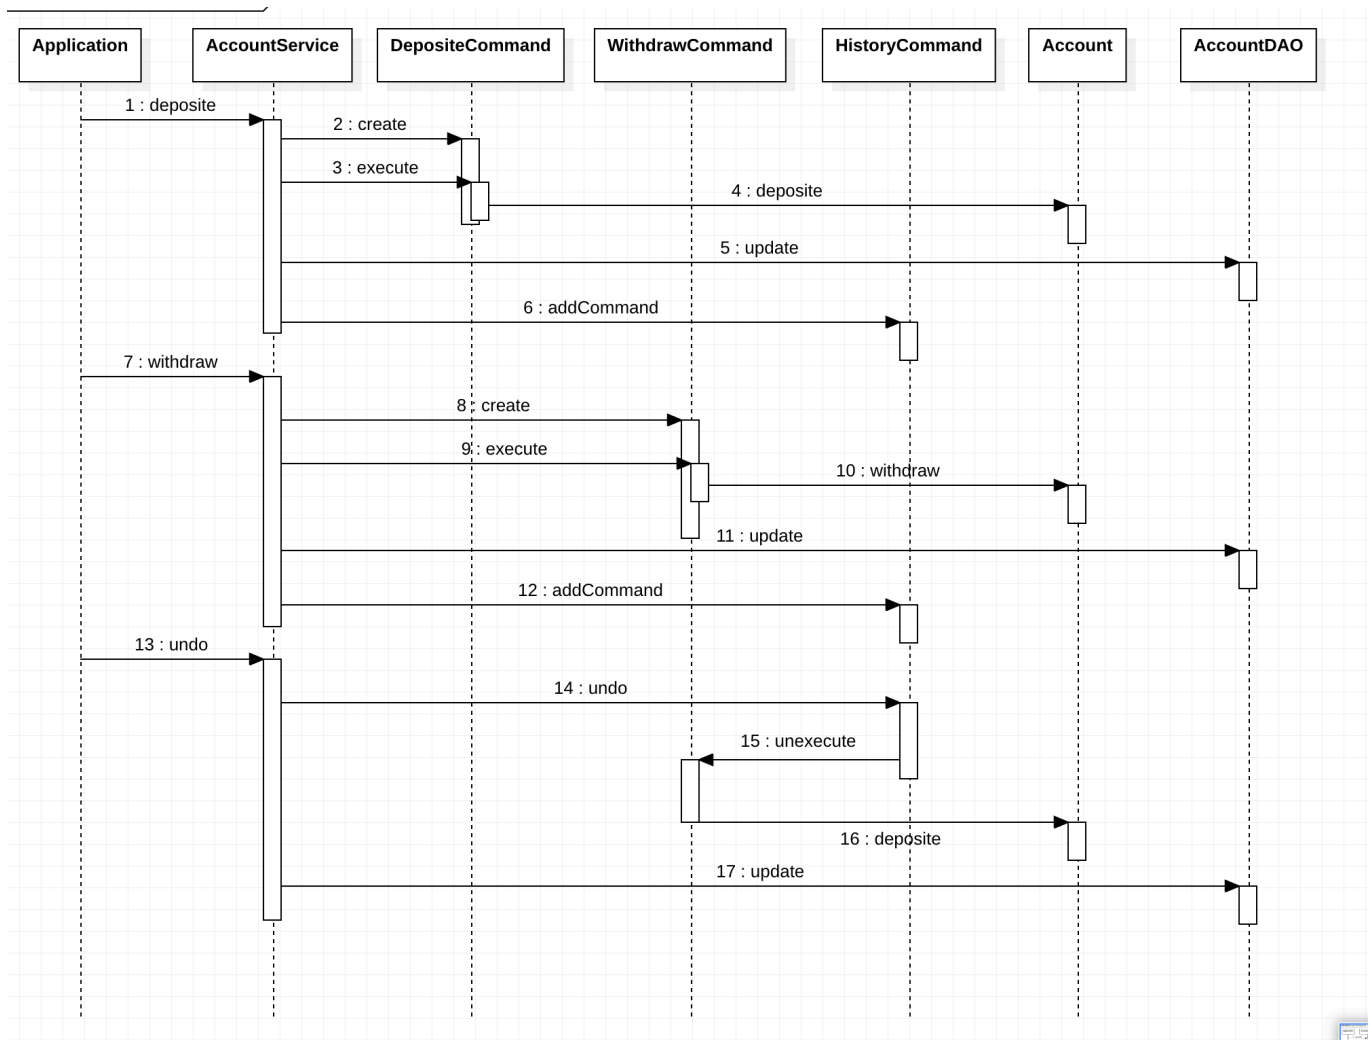 Application
AccountService
DepositeCommand
WithdrawCommand
HistoryCommand
Account
AccountDAO
1 : deposite
2 : create
3 : execute
4 : deposite
5 : update
6 : addCommand
7 : withdraw
8 : create
9 : execute
10 : withdraw
11 : update
12 : addCommand
13 : undo
14 : undo
15 : unexecute
16 : deposite
17 : update